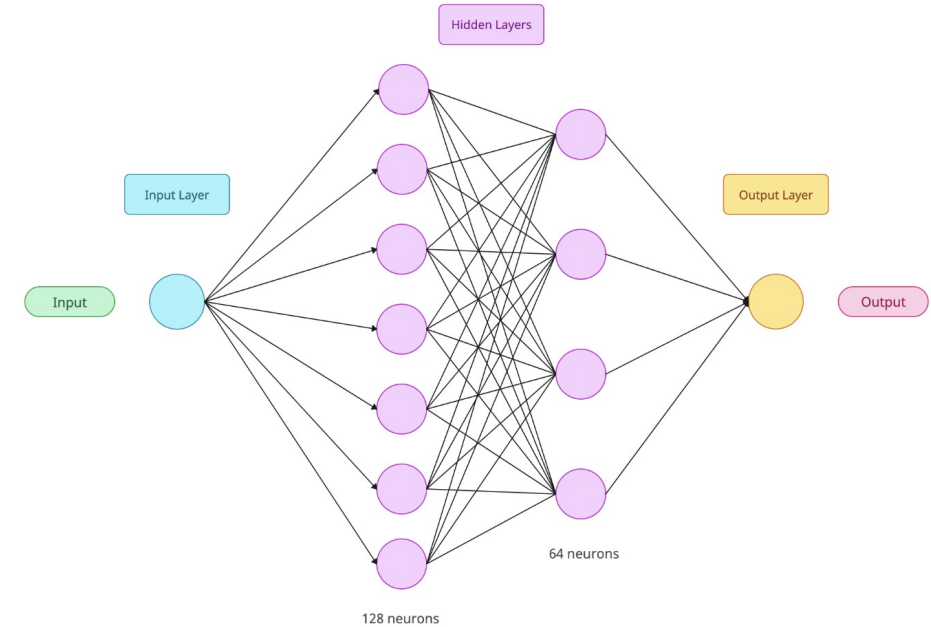 Hidden Layers
Input Layer
Output Layer
Input
Output
64 neurons
128 neurons